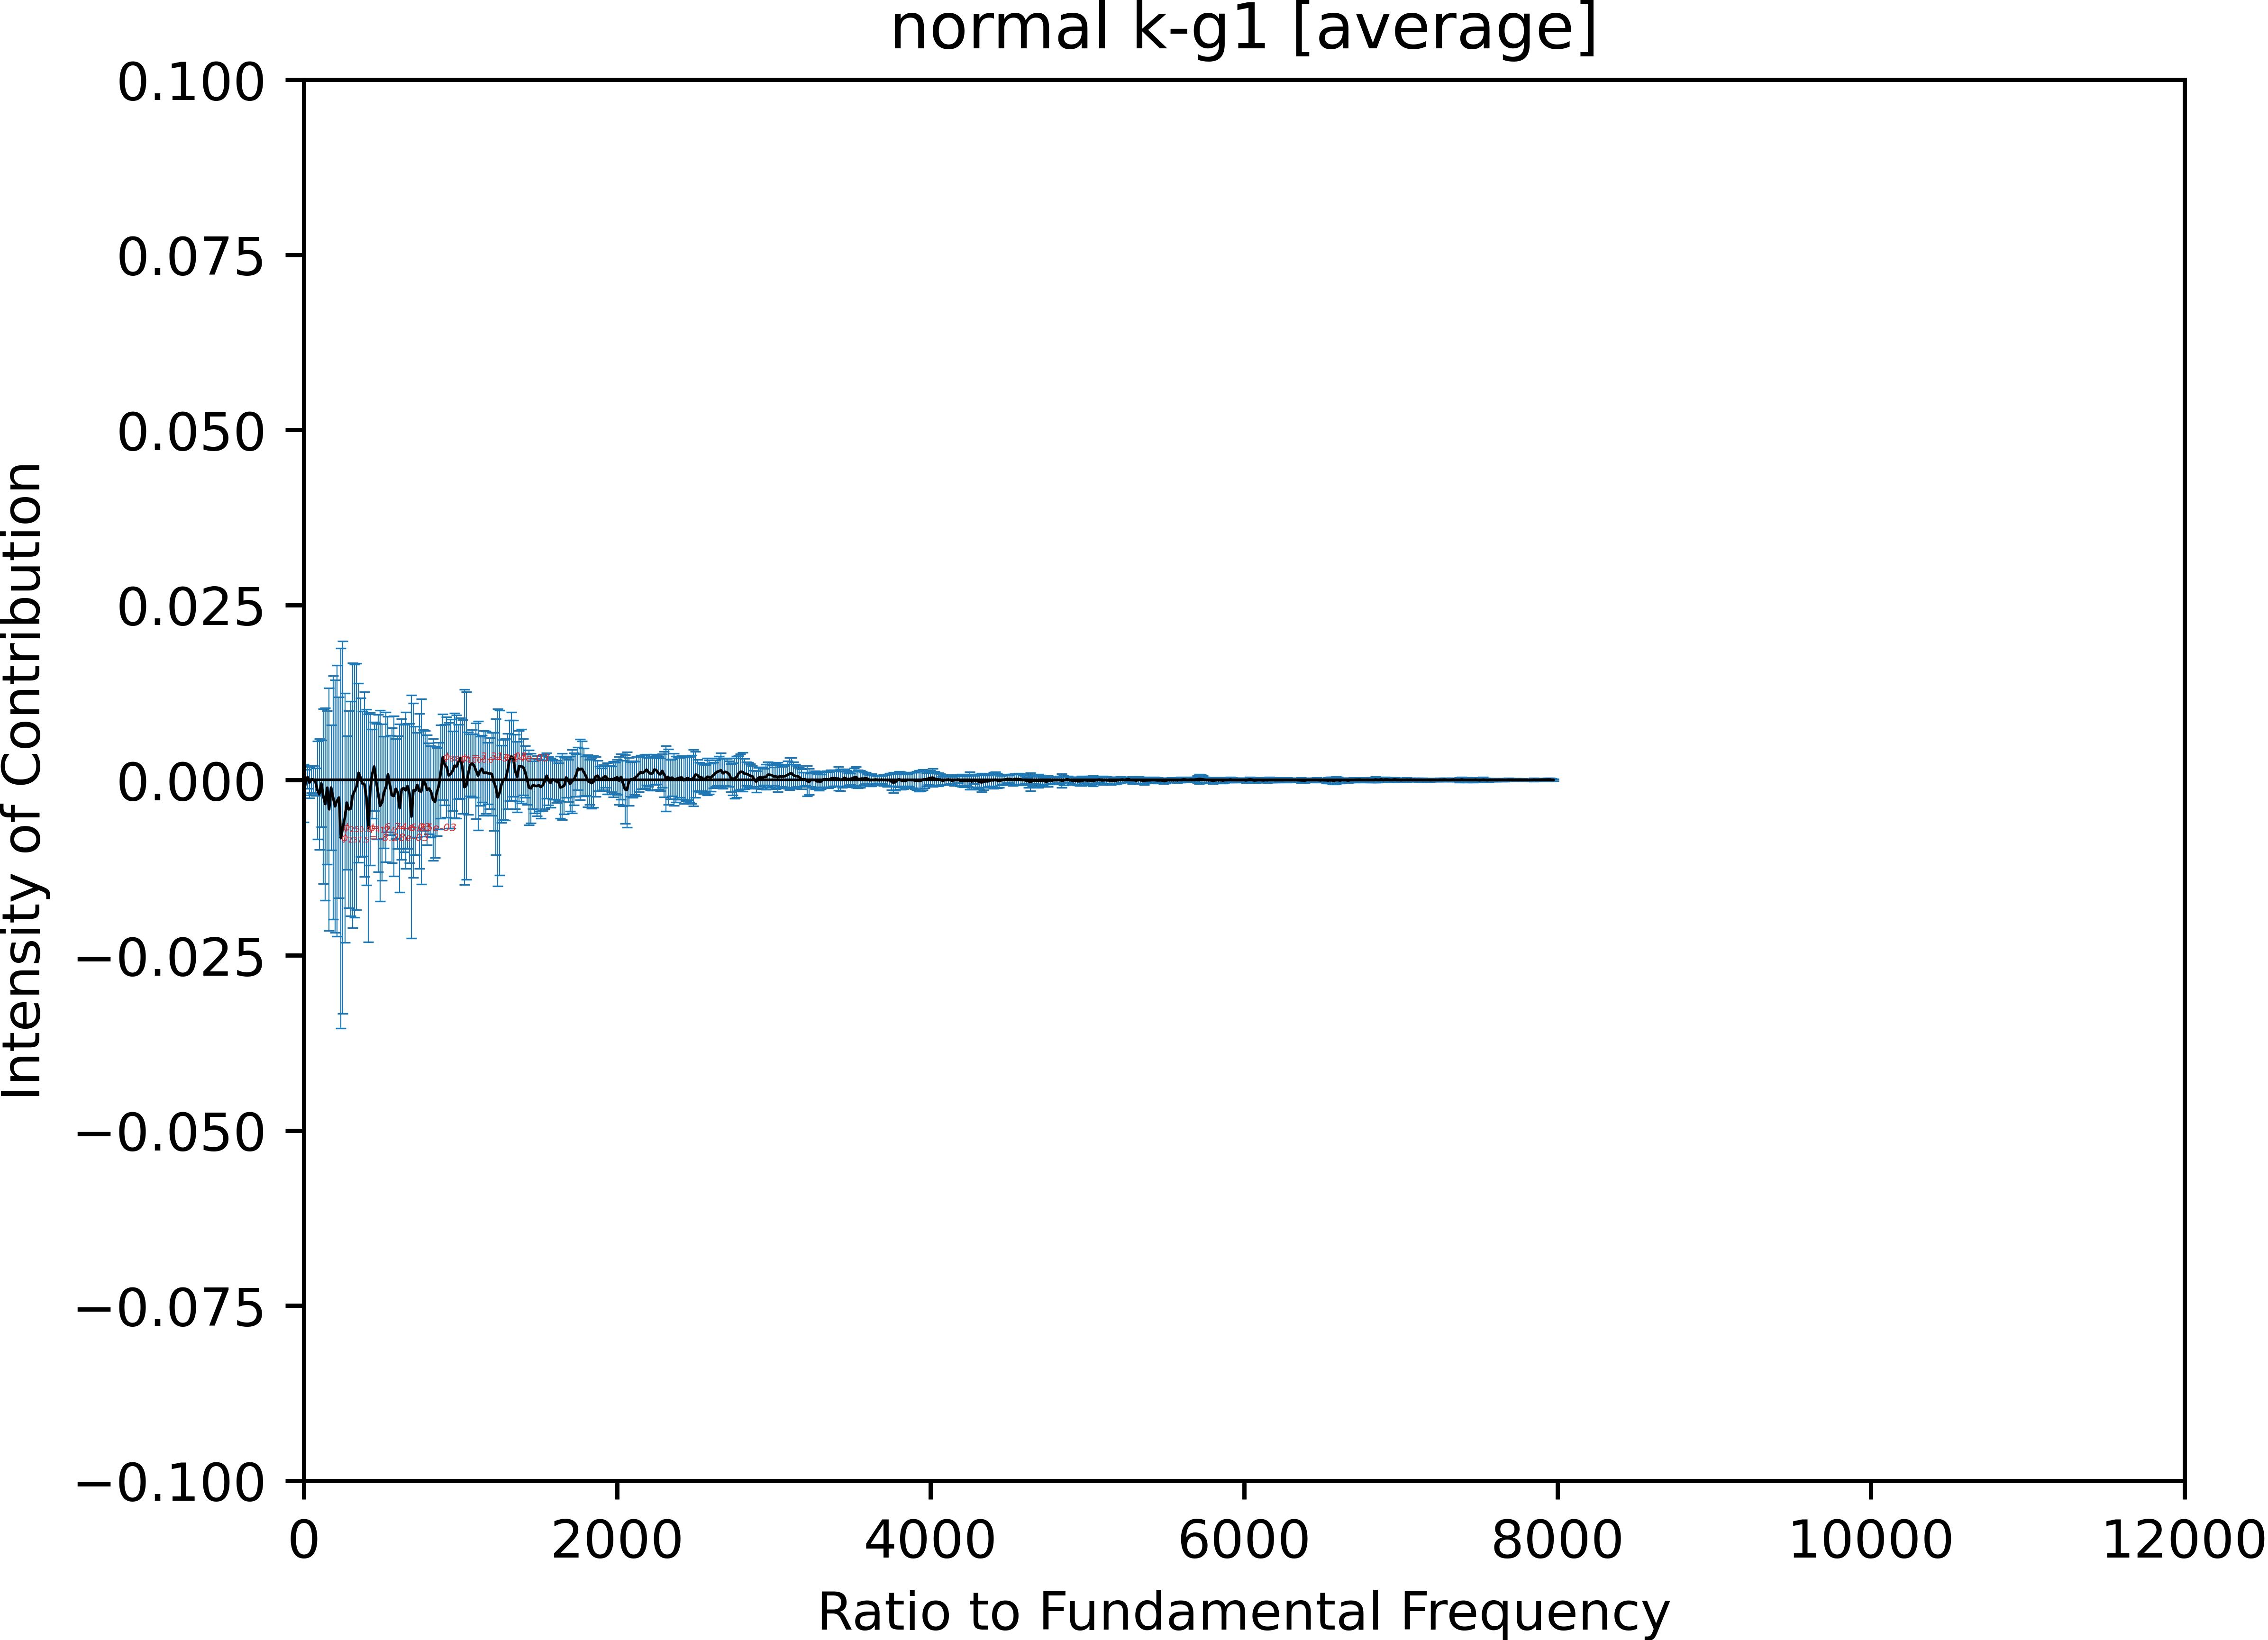 normal k-g1 [average]
0.100
0.075
0.050
0.025
0.000
−0.025
−0.050
−0.075
−0.100
Intensity of Contribution
0 2000 4000 6000 8000 10000 12000
Ratio to Fundamental Frequency